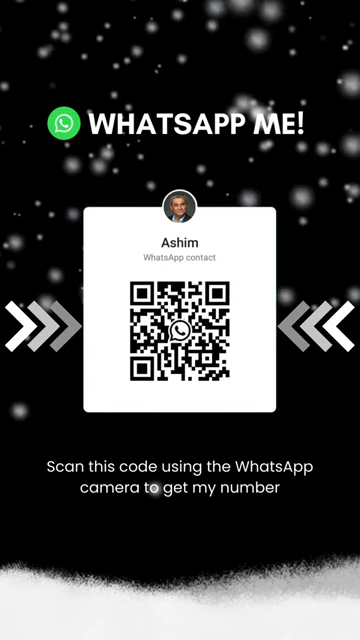 WHATSAPP ME!
Ashim
WhatsApp contact
Scan this code using the WhatsApp
camera to get my number